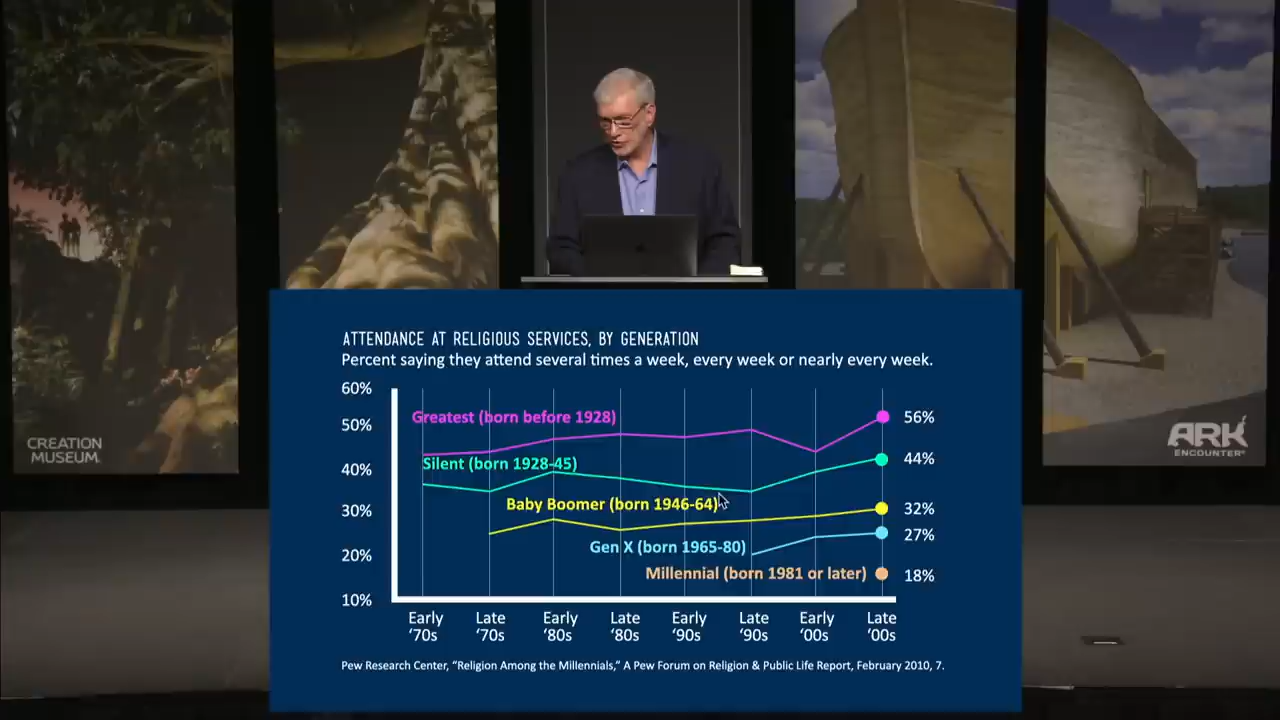 CREATION
MUSEUM
ARK
ENCOUNTER
ATTENDANCE AT RELIGIOUS SERVICES, BY GENERATION
Percent saying they attend several times a week, every week or nearly every week.
60%
50%
40%
30%
20%
10%
Greatest (born before 1928)
56%
Silent (born 1928-45)
44%
Baby Boomer (born 1946-64)
32%
Gen X (born 1965-80)
27%
Millennial (born 1981 or later)
18%
Early ‘70s
Late ‘70s
Early ‘80s
Late ‘80s
Early ‘90s
Late ‘90s
Early ‘00s
Late ‘00s
Pew Research Center, “Religion Among the Millennials,” A Pew Forum on Religion & Public Life Report, February 2010, 7.